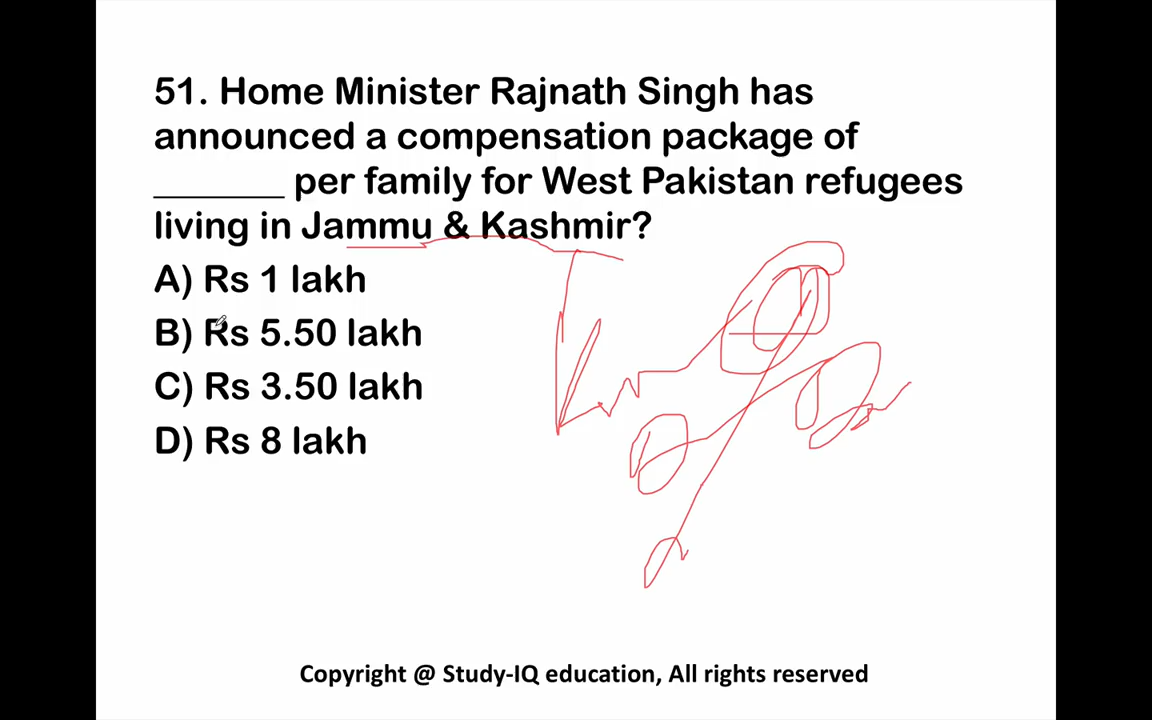 51. Home Minister Rajnath Singh has
announced a compensation package of
_______ per family for West Pakistan refugees
living in Jammu & Kashmir?
A) Rs 1 lakh
B) Rs 5.50 lakh
C) Rs 3.50 lakh
D) Rs 8 lakh
Copyright @ Study-IQ education, All rights reserved